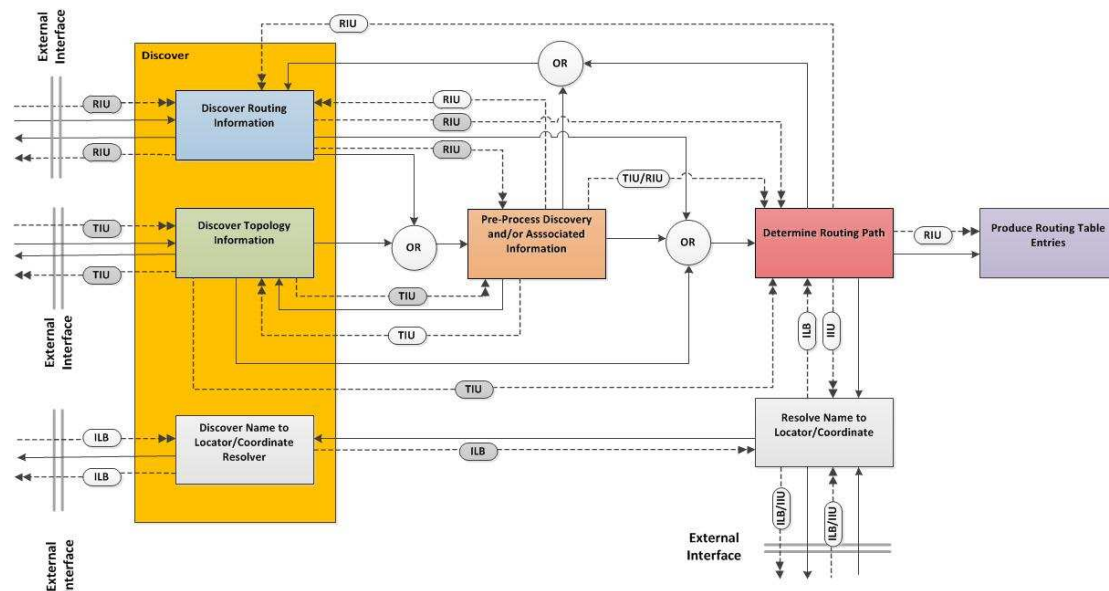 RIU
External
Interface
Discover
OR
Discover Routing
Information
RIU
RIU
RIU
RIU
RIU
TIU/RIU
TIU
Discover Topology
Information
OR
Pre-Process Discovery
and/or Asssociated
Information
OR
Determine Routing Path
RIU
Produce Routing Table
Entries
TIU
TIU
External
Interface
TIU
ILB
IIU
TIU
Discover Name to
Locator/Coordinate
Resolver
Resolve Name to
Locator/Coordinate
ILB
ILB
ILB
ILB/IIU
ILB/IIU
External
Interface
External
Interface